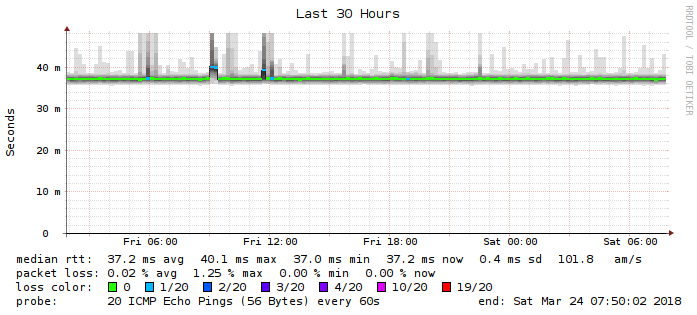 Last 30 Hours
RRDTOOL / TOBI OETIKER
Seconds
40 m
30 m
20 m
10 m
0
Fri 06:00 Fri 12:00 Fri 18:00 Sat 00:00 Sat 06:00
median rtt: 37.2 ms avg 40.1 ms max 37.0 ms min 37.2 ms now 0.4 ms sd 101.8 am/s
packet loss: 0.02 % avg 1.25 % max 0.00 % min 0.00 % now
loss color: 0 1/20 2/20 3/20 4/20 10/20 19/20
probe: 20 ICMP Echo Pings (56 Bytes) every 60s end: Sat Mar 24 07:50:02 2018